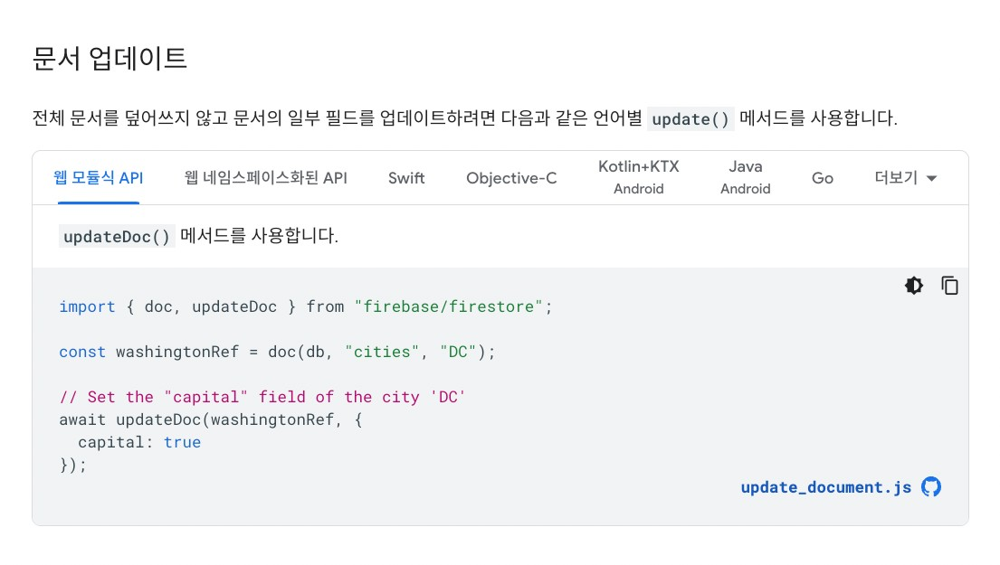 문서 업데이트
전체 문서를 덮어쓰지 않고 문서의 일부 필드를 업데이트하려면 다음과 같은 언어별 update() 메서드를 사용합니다.
웹 모듈식 API 웹 네임스페이스화된 API Swift Objective-C Kotlin+KTX Android Java Android Go 더보기
updateDoc() 메서드를 사용합니다.
import { doc, updateDoc } from "firebase/firestore";
const washingtonRef = doc(db, "cities", "DC");
// Set the "capital" field of the city 'DC'
await updateDoc(washingtonRef, {
  capital: true
});
update_document.js